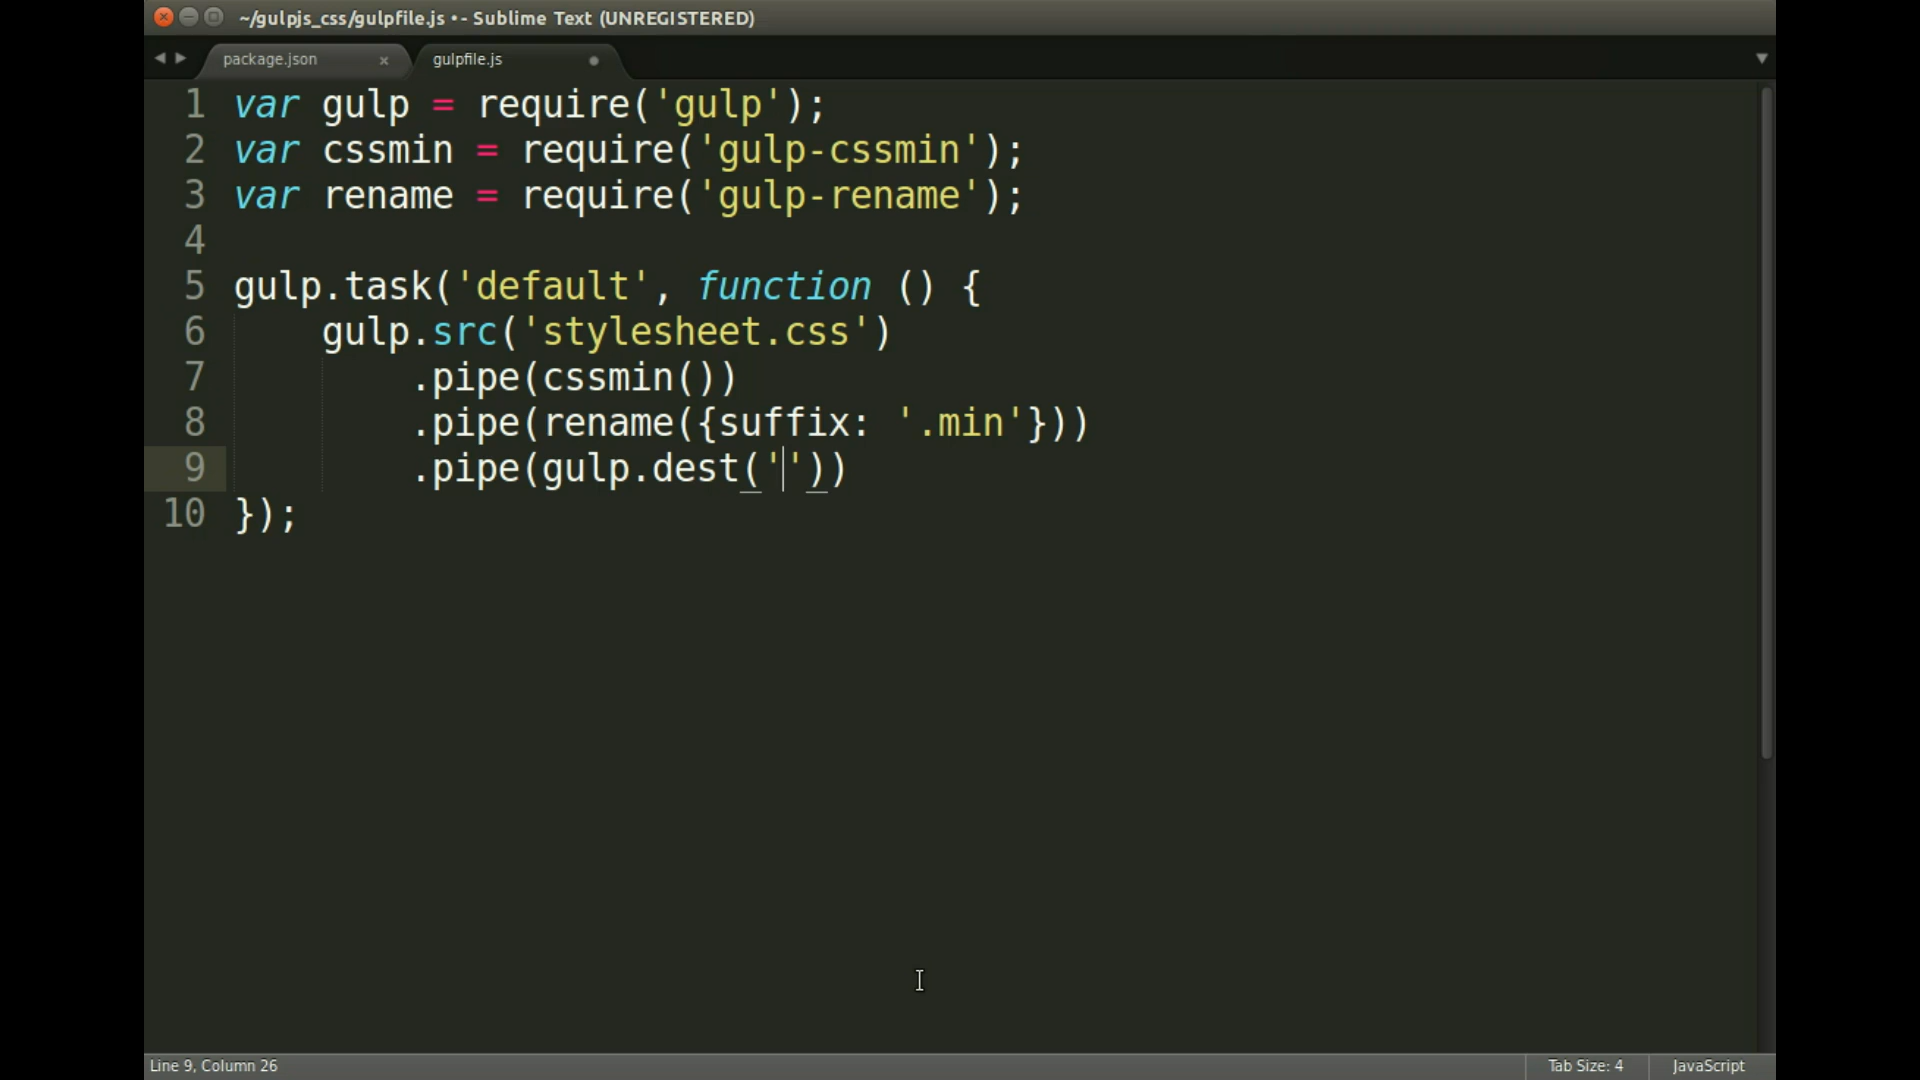 ~/gulpjs_css/gulpfile.js • - Sublime Text (UNREGISTERED)
package.json × gulpfile.js
1 var gulp = require('gulp');
2 var cssmin = require('gulp-cssmin');
3 var rename = require('gulp-rename');
4
5 gulp.task('default', function () {
6     gulp.src('stylesheet.css')
7         .pipe(cssmin())
8         .pipe(rename({suffix: '.min'}))
9         .pipe(gulp.dest(''))
10 });
Line 9, Column 26 Tab Size: 4 JavaScript